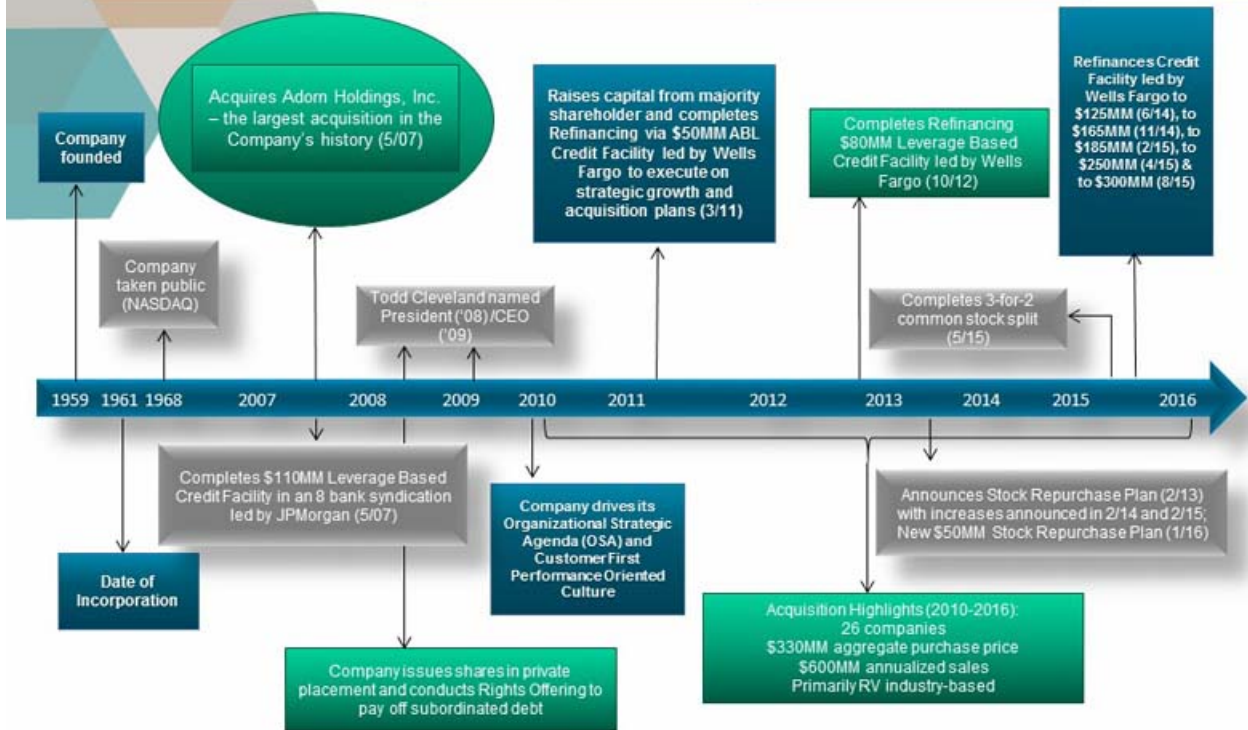 Company
founded
Acquires Adorn Holdings, Inc.
– the largest acquisition in the
Company's history (5/07)
Raises capital from majority
shareholder and completes
Refinancing via $50MM ABL
Credit Facility led by Wells
Fargo to execute on
strategic growth and
acquisition plans (3/11)
Completes Refinancing
$80MM Leverage Based
Credit Facility led by Wells
Fargo (10/12)
Refinances Credit
Facility led by
Wells Fargo to
$125MM (6/14), to
$165MM (11/14), to
$185MM (2/15), to
$250MM (4/15) &
to $300MM (8/15)
Company
taken public
(NASDAQ)
Todd Cleveland named
President ('08) /CEO
('09)
Completes 3-for-2
common stock split
(5/15)
1959 1961 1968 2007 2008 2009 2010 2011 2012 2013 2014 2015 2016
Completes $110MM Leverage Based
Credit Facility in an 8 bank syndication
led by JPMorgan (5/07)
Company drives its
Organizational Strategic
Agenda (OSA) and
Customer First
Performance Oriented
Culture
Announces Stock Repurchase Plan (2/13)
with increases announced in 2/14 and 2/15;
New $50MM Stock Repurchase Plan (1/16)
Date of
Incorporation
Company issues shares in private
placement and conducts Rights Offering to
pay off subordinated debt
Acquisition Highlights (2010-2016):
26 companies
$330MM aggregate purchase price
$600MM annualized sales
Primarily RV industry-based